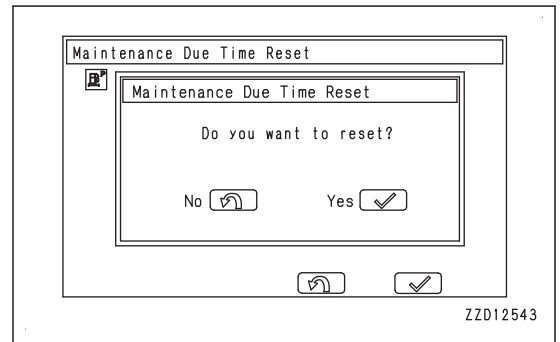 Maintenance Due Time Reset
Maintenance Due Time Reset
Do you want to reset?
No Yes
ZZD12543